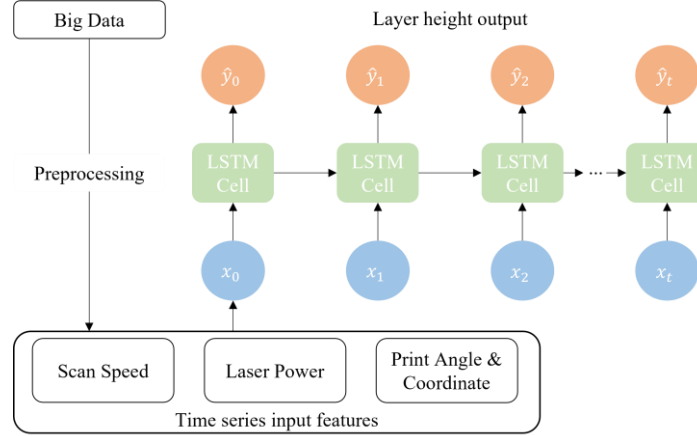 Big Data
Layer height output
ŷ₀ ŷ₁ ŷ₂ ŷₜ
LSTM Cell LSTM Cell LSTM Cell ... LSTM Cell
Preprocessing
x₀ x₁ x₂ xₜ
Scan Speed
Laser Power
Print Angle &
Coordinate
Time series input features